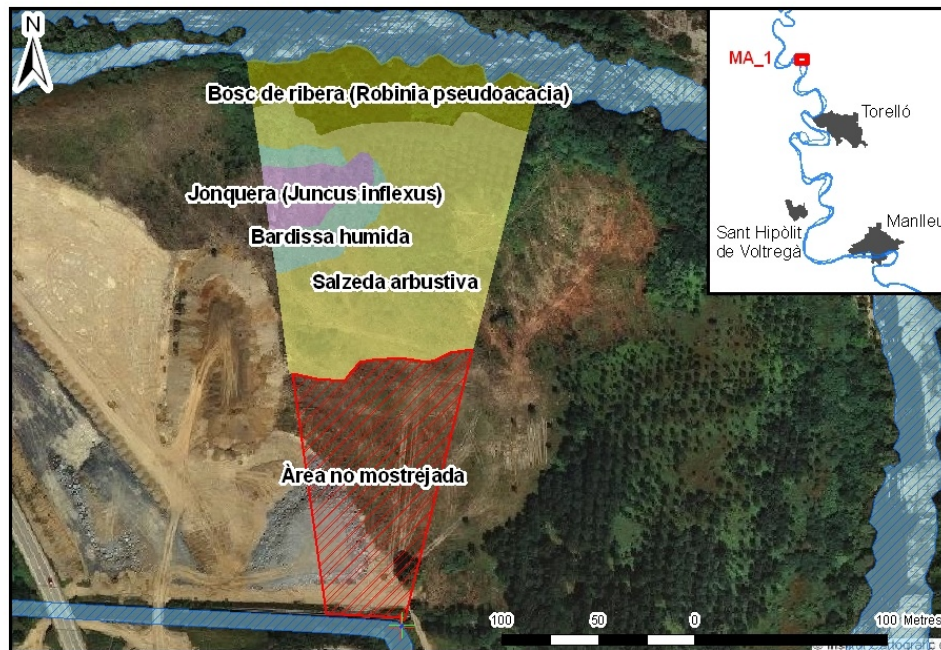 N
MA_1
Torelló
Sant Hipòlit
de Voltregà
Manlleu
Bosc de ribera (Robinia pseudoacacia)
Jonquera (Juncus inflexus)
Bardissa humida
Salzeda arbustiva
Àrea no mostrejada
100 50 0 100 Metres